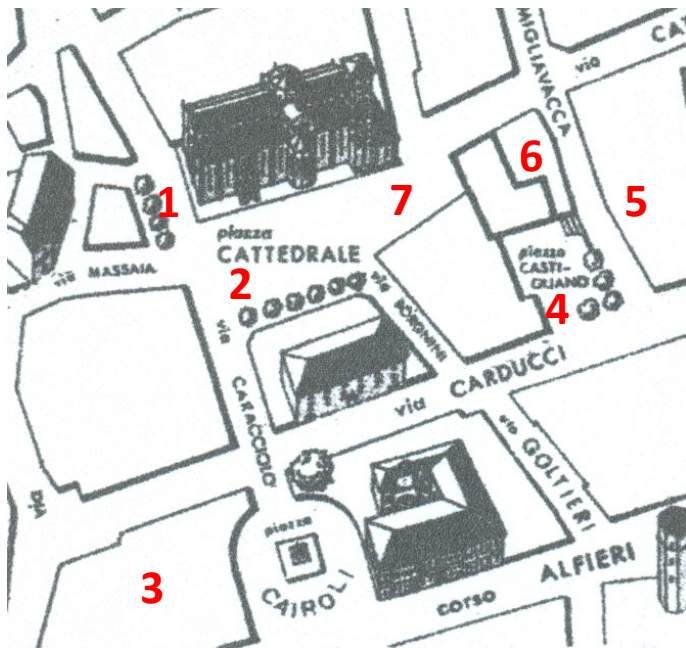 MIGLIAVACCA
via
CAT
6
1
5
7
piazza
CATTEDRALE
piazza
CASTI-
GLIANO
via MASSAIA
2
via
BORGNINI
4
via
CARACCIOLO
via
CARDUCCI
via
GOLTIERI
via
piazza
CAIROLI
3
corso
ALFIERI